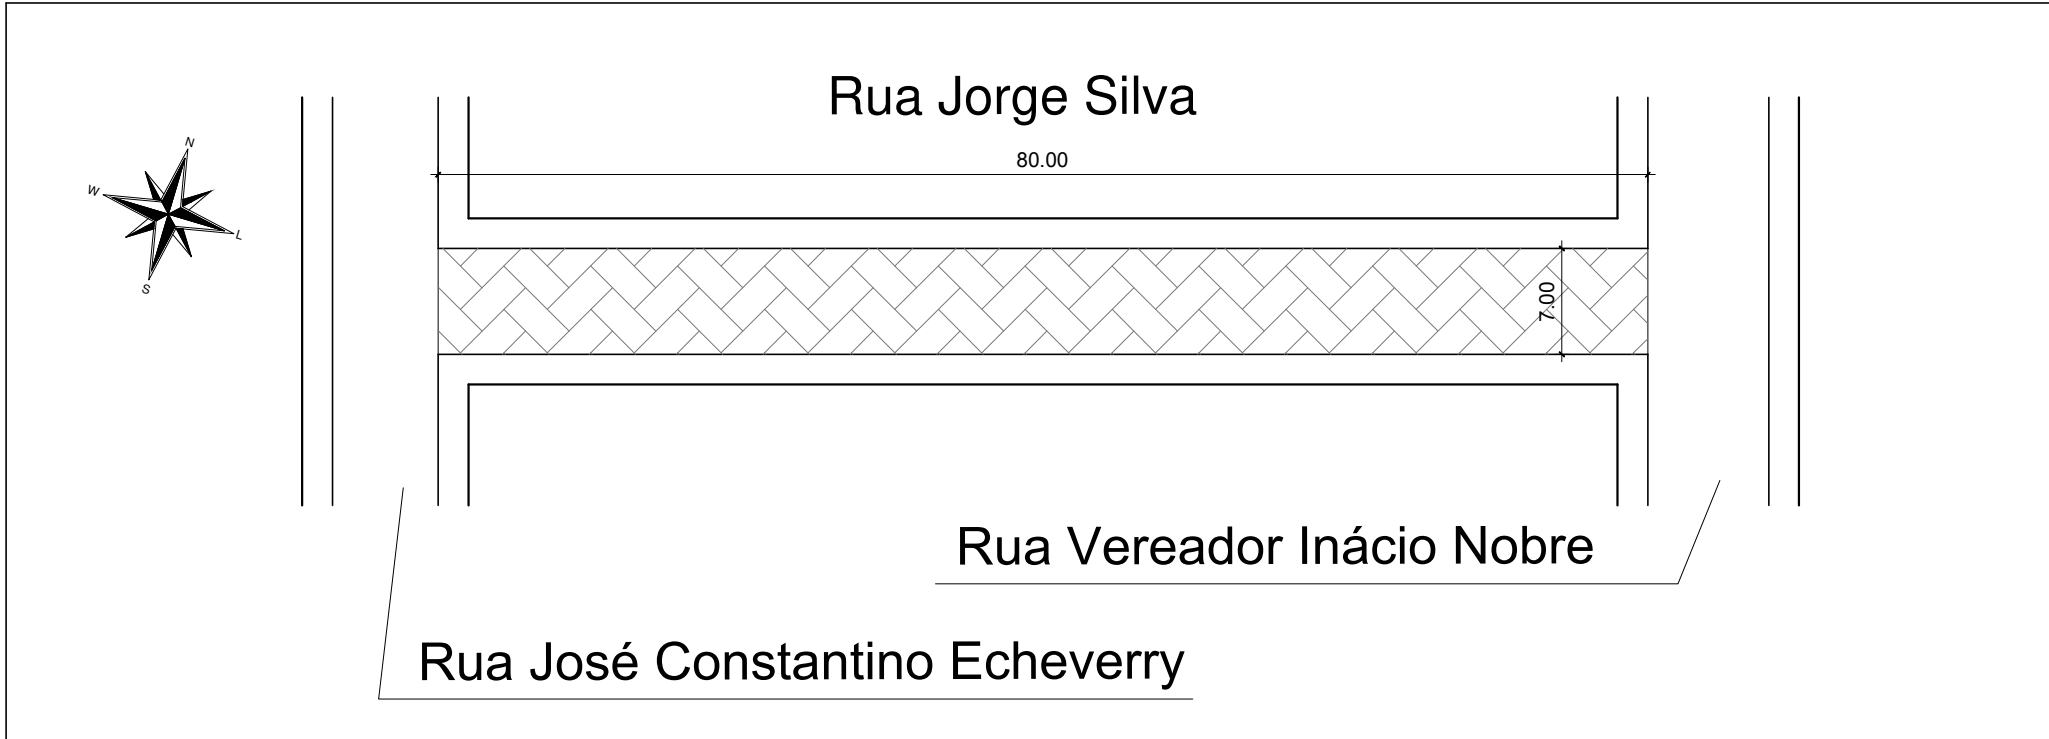 Rua Jorge Silva
80.00
N
W
L
S
7.00
Rua Vereador Inácio Nobre
Rua José Constantino Echeverry